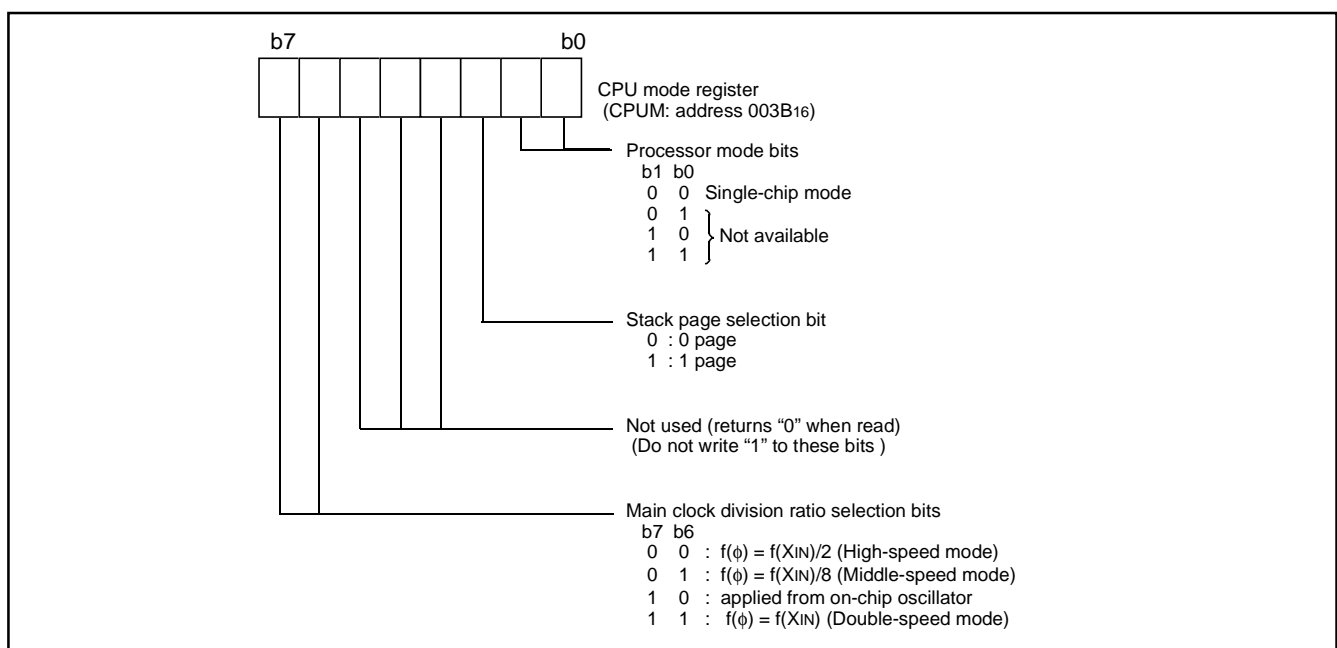 b7 b0
CPU mode register
(CPUM: address 003B16)
Processor mode bits
b1 b0
0 0 Single-chip mode
0 1
1 0 Not available
1 1
Stack page selection bit
0 : 0 page
1 : 1 page
Not used (returns “0” when read)
(Do not write “1” to these bits )
Main clock division ratio selection bits
b7 b6
0 0 : f(ϕ) = f(XIN)/2 (High-speed mode)
0 1 : f(ϕ) = f(XIN)/8 (Middle-speed mode)
1 0 : applied from on-chip oscillator
1 1 : f(ϕ) = f(XIN) (Double-speed mode)